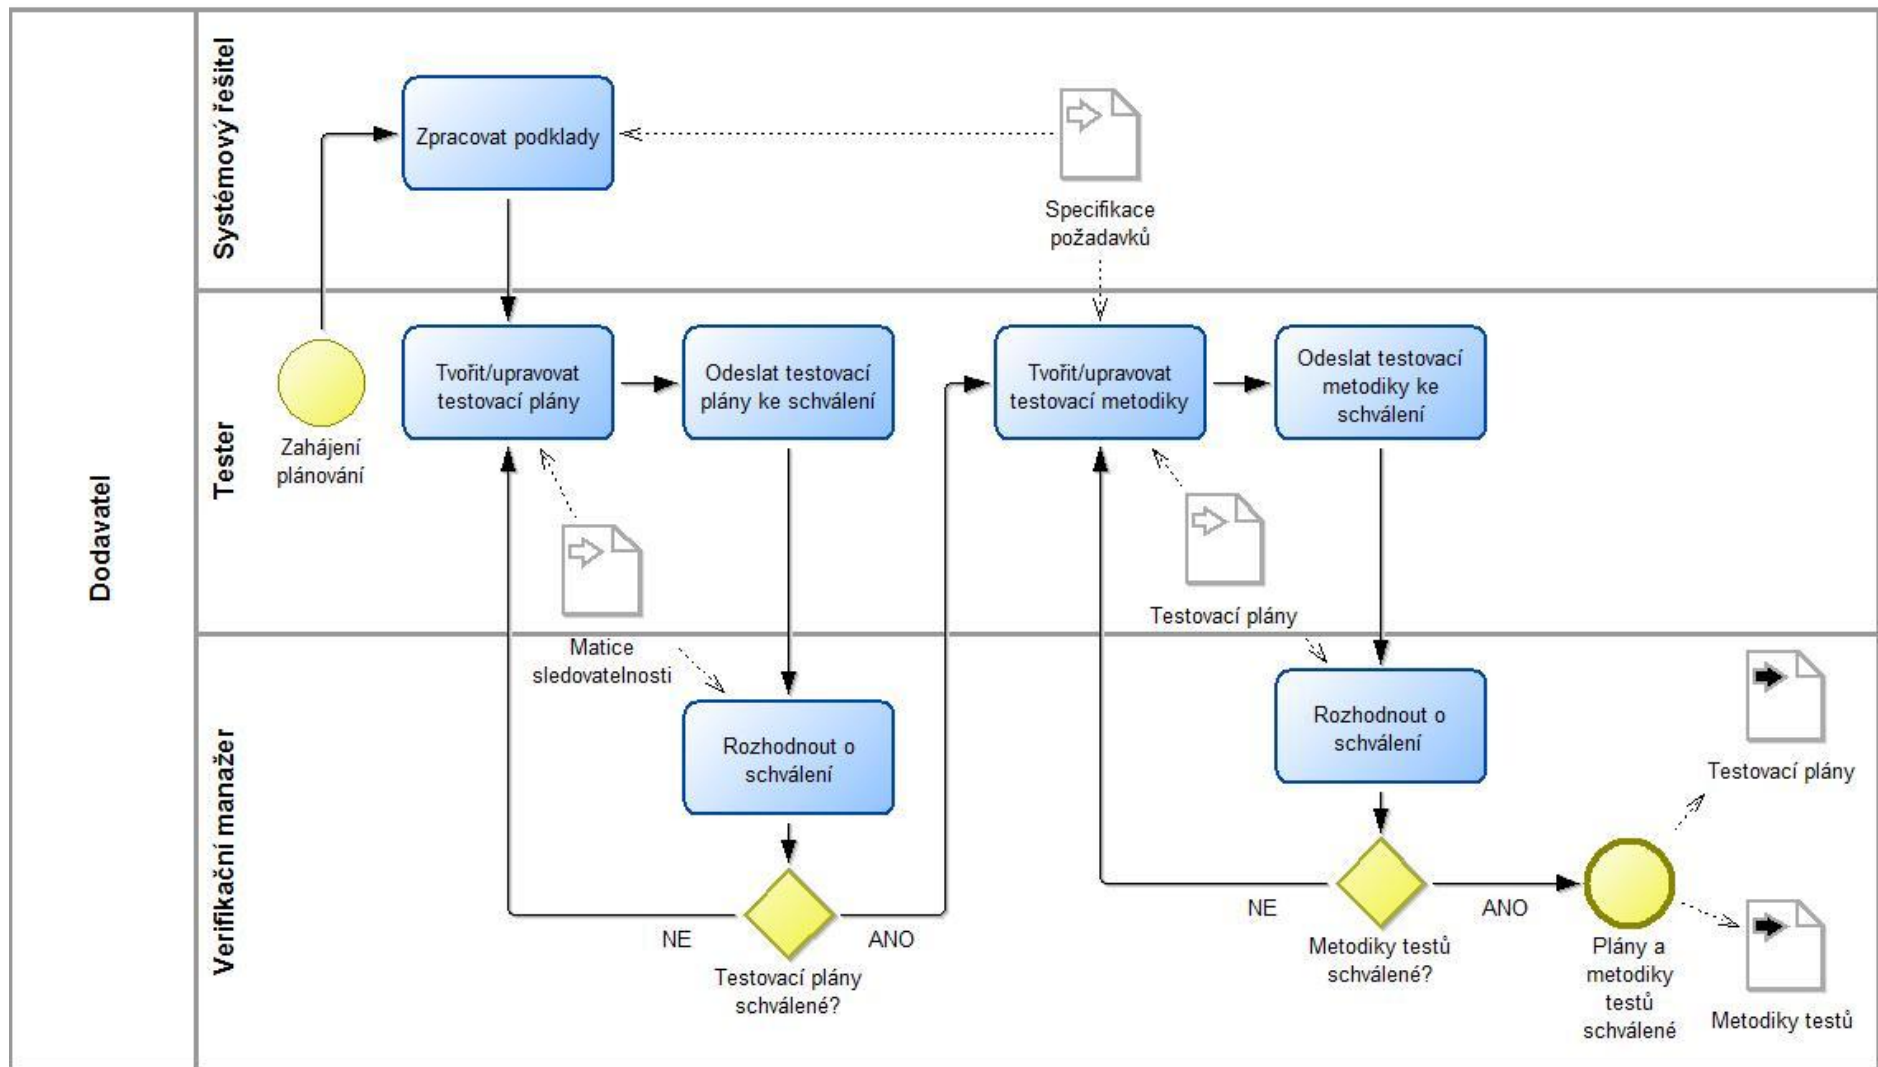 Dodavatel
Systémový řešitel
Zpracovat podklady
Specifikace
požadavků
Tester
Zahájení
plánování
Tvořit/upravovat
testovací plány
Odeslat testovací
plány ke schválení
Tvořit/upravovat
testovací metodiky
Odeslat testovací
metodiky ke
schválení
Matice
sledovatelnosti
Testovací plány
Verifikační manažer
Rozhodnout o
schválení
NE
ANO
Testovací plány
schválené?
Rozhodnout o
schválení
NE
ANO
Metodiky testů
schválené?
Plány a
metodiky
testů
schválené
Testovací plány
Metodiky testů